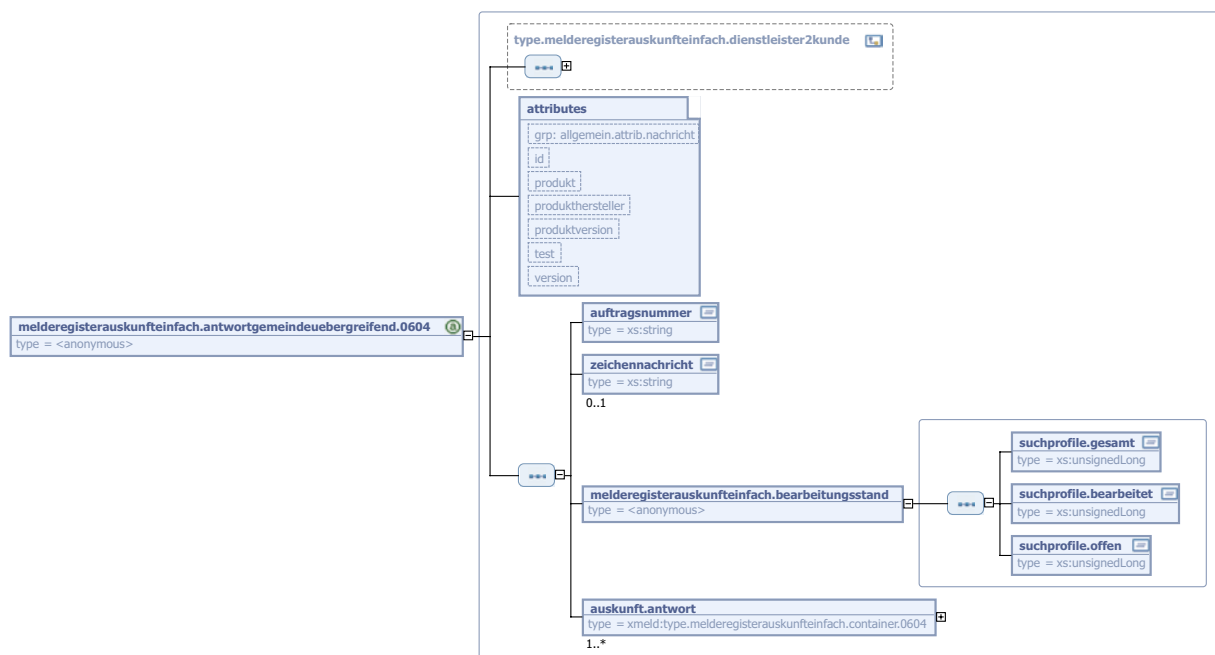 type.melderegisterauskunfteinfach.dienstleister2kunde
attributes
grp: allgemein.attrib.nachricht
id
produkt
produkthersteller
produktversion
test
version
melderegisterauskunfteinfach.antwortgemeindeuebergreifend.0604
a
type = <anonymous>
auftragsnummer
type = xs:string
zeichennachricht
type = xs:string
0..1
melderegisterauskunfteinfach.bearbeitungsstand
type = <anonymous>
suchprofile.gesamt
type = xs:unsignedLong
suchprofile.bearbeitet
type = xs:unsignedLong
suchprofile.offen
type = xs:unsignedLong
auskunft.antwort
type = xmeld:type.melderegisterauskunfteinfach.container.0604
1..*